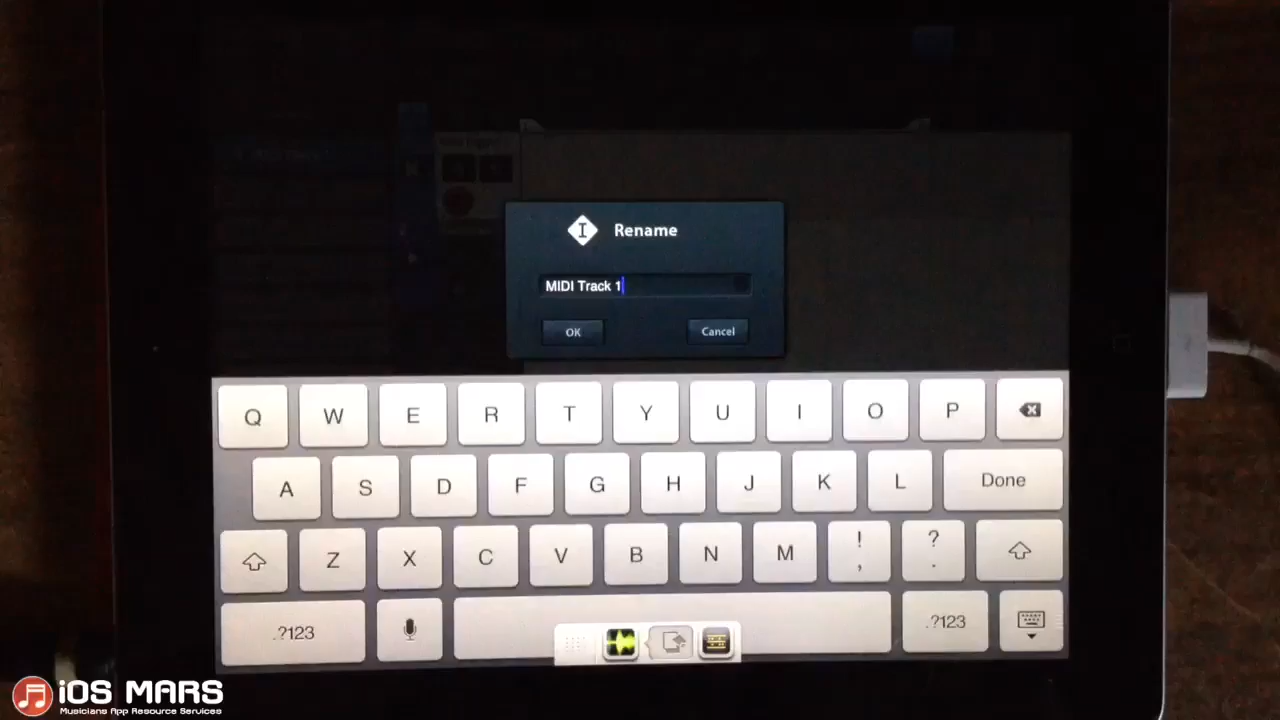 Rename
MIDI Track 1
OK Cancel
Q W E R T Y U I O P
A S D F G H J K L Done
Z X C V B N M ! , ? .
.?123 .?123
iOS MARS
Musicians App Resource Services